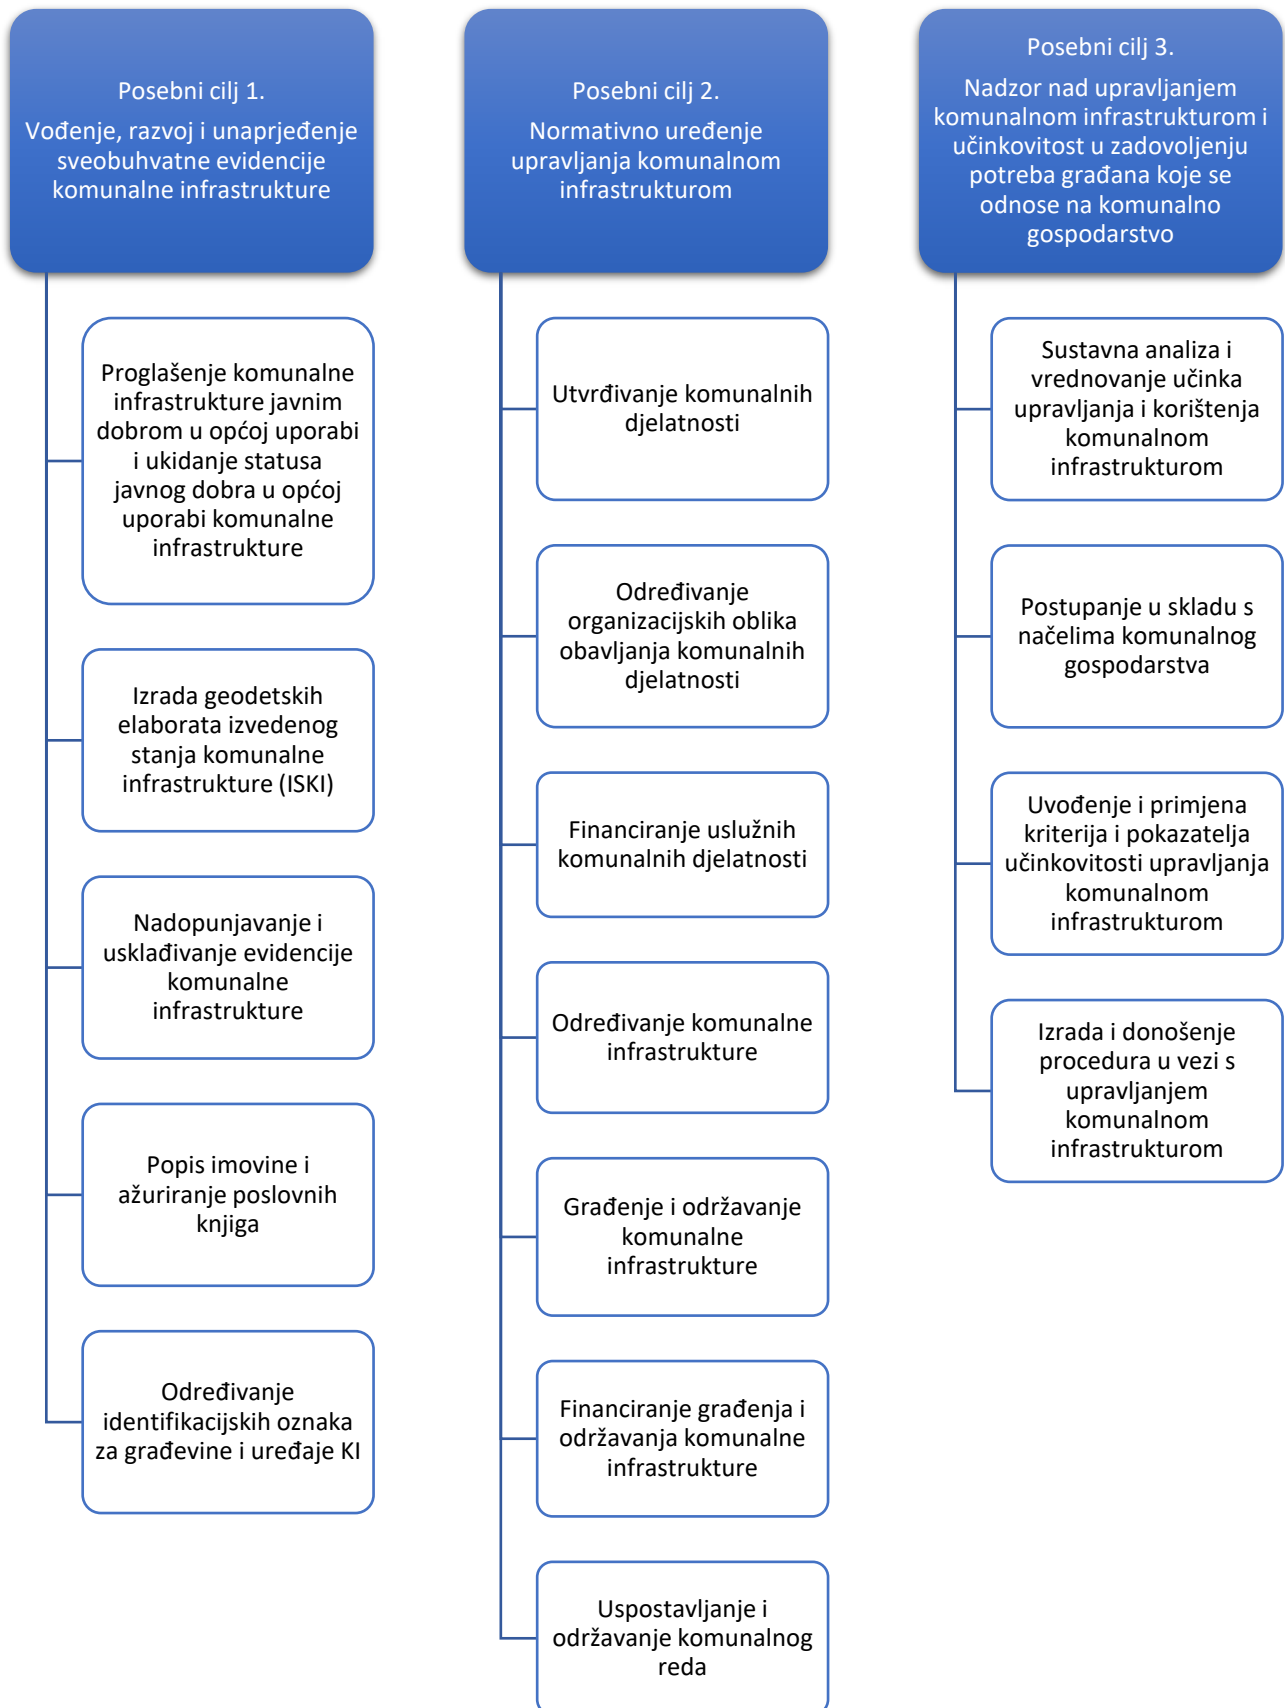 Posebni cilj 1.
Vođenje, razvoj i unaprjeđenje
sveobuhvatne evidencije
komunalne infrastrukture
Proglašenje komunalne
infrastrukture javnim
dobrom u općoj uporabi
i ukidanje statusa
javnog dobra u općoj
uporabi komunalne
infrastrukture
Izrada geodetskih
elaborata izvedenog
stanja komunalne
infrastrukture (ISKI)
Nadopunjavanje i
usklađivanje evidencije
komunalne
infrastrukture
Popis imovine i
ažuriranje poslovnih
knjiga
Određivanje
identifikacijskih oznaka
za građevine i uređaje KI
Posebni cilj 2.
Normativno uređenje
upravljanja komunalnom
infrastrukturom
Utvrđivanje komunalnih
djelatnosti
Određivanje
organizacijskih oblika
obavljanja komunalnih
djelatnosti
Financiranje uslužnih
komunalnih djelatnosti
Određivanje komunalne
infrastrukture
Građenje i održavanje
komunalne
infrastrukture
Financiranje građenja i
održavanja komunalne
infrastrukture
Uspostavljanje i
održavanje komunalnog
reda
Posebni cilj 3.
Nadzor nad upravljanjem
komunalnom infrastrukturom i
učinkovitost u zadovoljenju
potreba građana koje se
odnose na komunalno
gospodarstvo
Sustavna analiza i
vrednovanje učinka
upravljanja i korištenja
komunalnom
infrastrukturom
Postupanje u skladu s
načelima komunalnog
gospodarstva
Uvođenje i primjena
kriterija i pokazatelja
učinkovitosti upravljanja
komunalnom
infrastrukturom
Izrada i donošenje
procedura u vezi s
upravljanjem
komunalnom
infrastrukturom